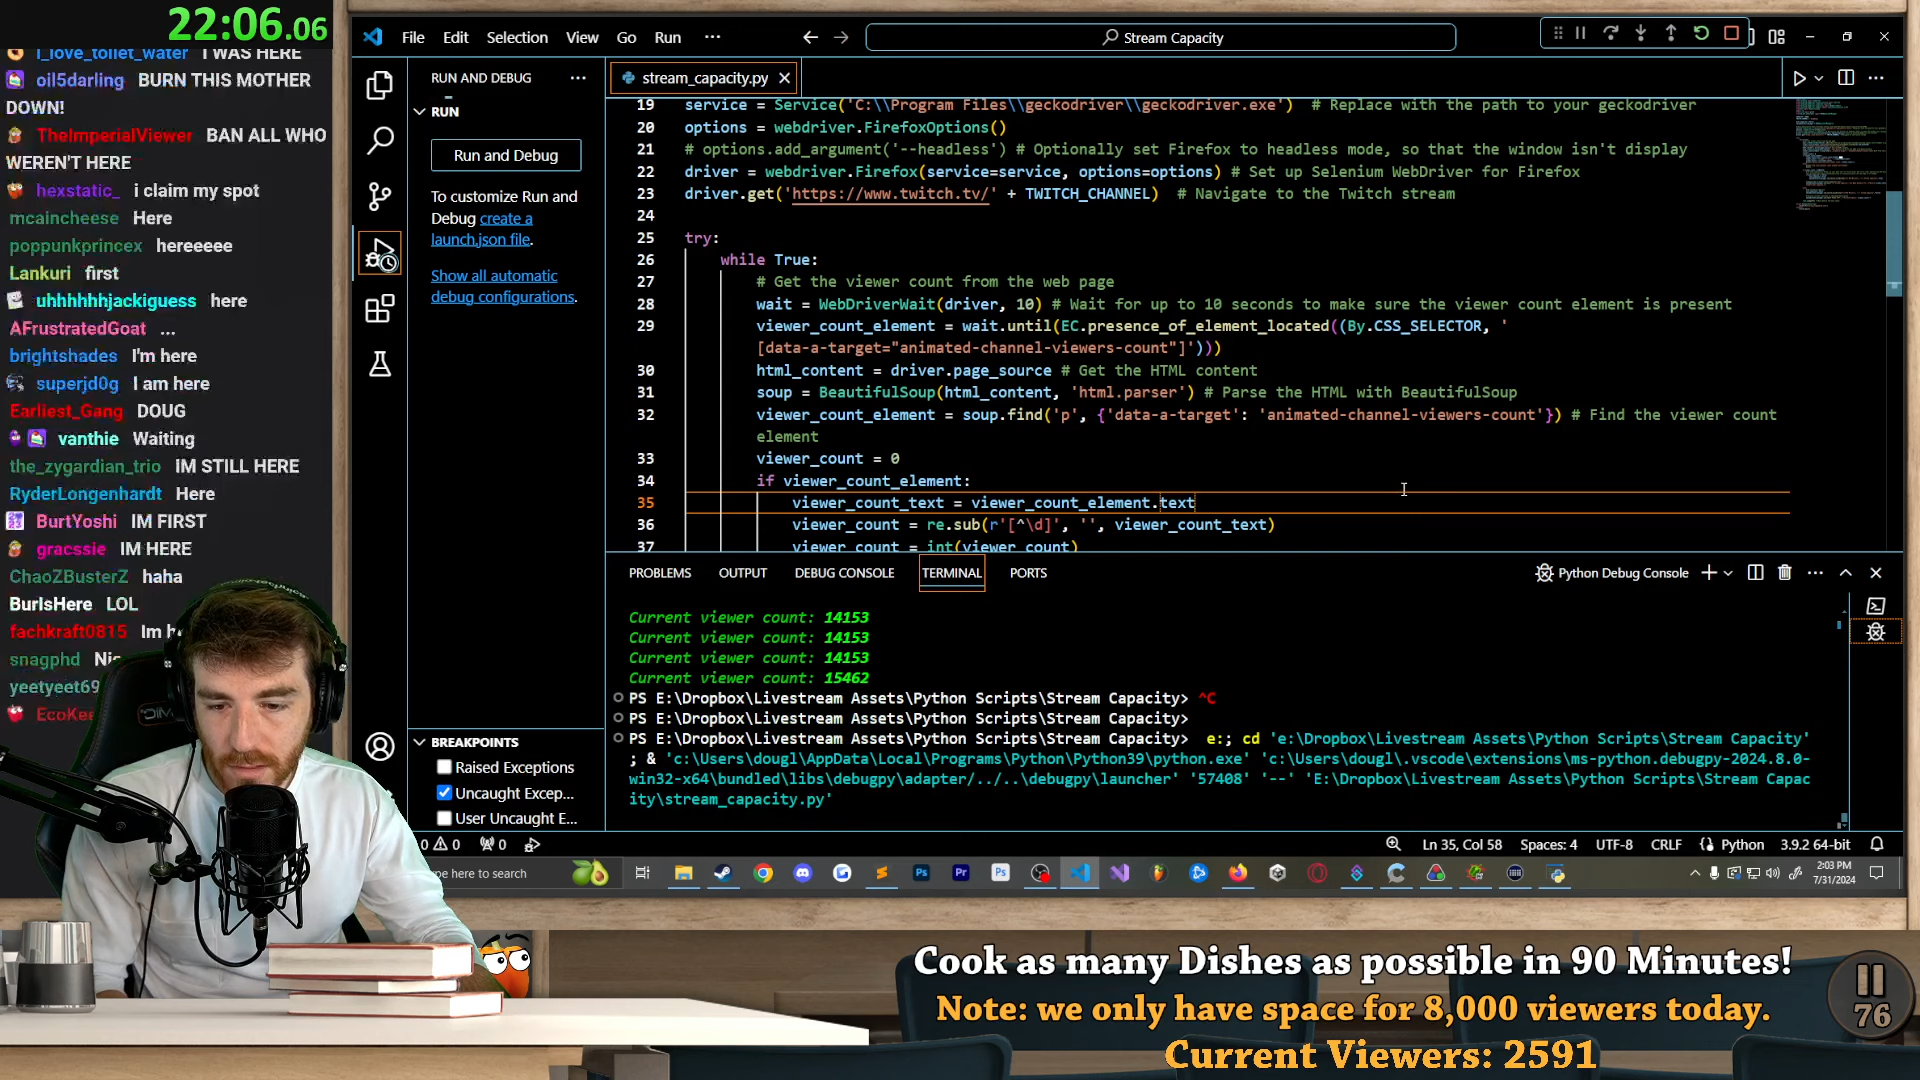 22:06.06
i_love_toilet_water I WAS HERE
oil5darling BURN THIS MOTHER
DOWN!
TheImperialViewer BAN ALL WHO
WEREN'T HERE
hexstatic_ i claim my spot
mcaincheese Here
poppunkprincex hereeeee
Lankuri first
uhhhhhhjackiguess here
AFrustratedGoat ...
brightshades I'm here
superjd0g I am here
Earliest_Gang DOUG
vanthie Waiting
the_zygardian_trio IM STILL HERE
RyderLongenhardt Here
BurtYoshi IM FIRST
gracssie IM HERE
ChaoZBusterZ haha
BurIsHere LOL
fachkraft0815 Im h
snagphd Nic
yeetyeet69
EcoKe
File Edit Selection View Go Run ...
Stream Capacity
RUN AND DEBUG ...
RUN
Run and Debug
To customize Run and
Debug create a
launch.json file.
Show all automatic
debug configurations.
BREAKPOINTS
Raised Exceptions
Uncaught Excep...
User Uncaught E...
stream_capacity.py
19 service = Service('C:\\Program Files\\geckodriver\\geckodriver.exe') # Replace with the path to your geckodriver
20 options = webdriver.FirefoxOptions()
21 # options.add_argument('--headless') # Optionally set Firefox to headless mode, so that the window isn't display
22 driver = webdriver.Firefox(service=service, options=options) # Set up Selenium WebDriver for Firefox
23 driver.get('https://www.twitch.tv/' + TWITCH_CHANNEL) # Navigate to the Twitch stream
24
25 try:
26 while True:
27 # Get the viewer count from the web page
28 wait = WebDriverWait(driver, 10) # Wait for up to 10 seconds to make sure the viewer count element is present
29 viewer_count_element = wait.until(EC.presence_of_element_located((By.CSS_SELECTOR, '
[data-a-target="animated-channel-viewers-count"]')))
30 html_content = driver.page_source # Get the HTML content
31 soup = BeautifulSoup(html_content, 'html.parser') # Parse the HTML with BeautifulSoup
32 viewer_count_element = soup.find('p', {'data-a-target': 'animated-channel-viewers-count'}) # Find the viewer count
element
33 viewer_count = 0
34 if viewer_count_element:
35 viewer_count_text = viewer_count_element.text
36 viewer_count = re.sub(r'[^\d]', '', viewer_count_text)
37 viewer_count = int(viewer_count)
PROBLEMS OUTPUT DEBUG CONSOLE TERMINAL PORTS
Python Debug Console
Current viewer count: 14153
Current viewer count: 14153
Current viewer count: 14153
Current viewer count: 15462
PS E:\Dropbox\Livestream Assets\Python Scripts\Stream Capacity> ^C
PS E:\Dropbox\Livestream Assets\Python Scripts\Stream Capacity>
PS E:\Dropbox\Livestream Assets\Python Scripts\Stream Capacity> e:; cd 'e:\Dropbox\Livestream Assets\Python Scripts\Stream Capacity'
; & 'c:\Users\dougl\AppData\Local\Programs\Python\Python39\python.exe' 'c:\Users\dougl\.vscode\extensions\ms-python.debugpy-2024.8.0-
win32-x64\bundled\libs\debugpy\adapter/../..\debugpy\launcher' '57408' '--' 'E:\Dropbox\Livestream Assets\Python Scripts\Stream Capac
ity\stream_capacity.py'
0 0 0
Ln 35, Col 58 Spaces: 4 UTF-8 CRLF Python 3.9.2 64-bit
pe here to search
Ps Pr Ps
2:03 PM
7/31/2024
Cook as many Dishes as possible in 90 Minutes!
Note: we only have space for 8,000 viewers today.
Current Viewers: 2591
76